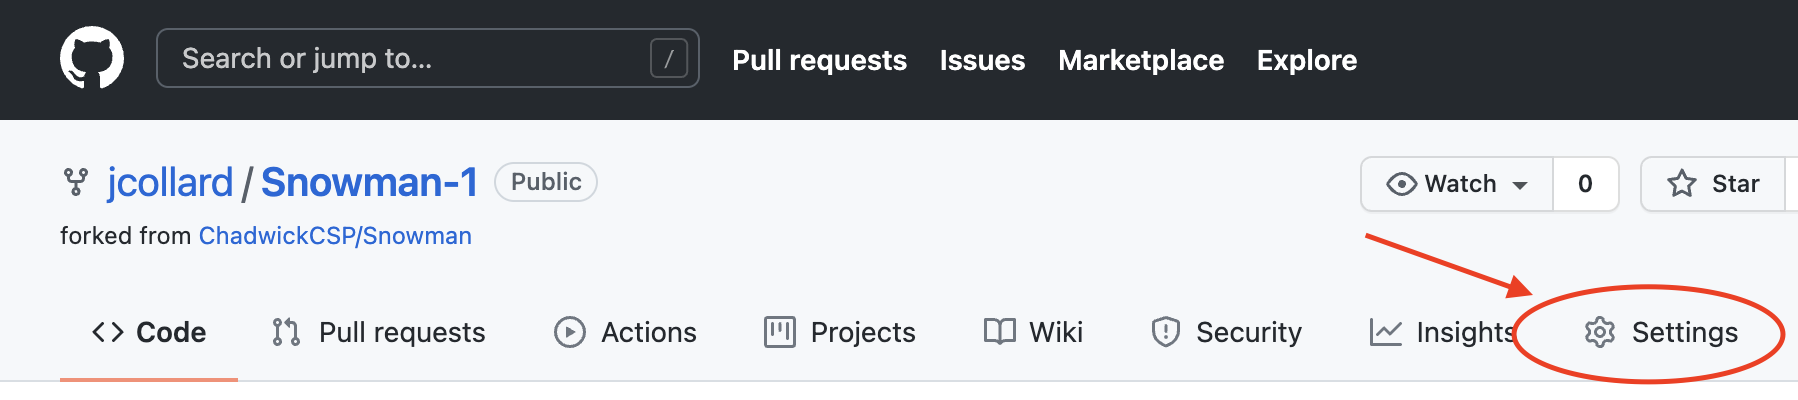 Search or jump to... / Pull requests Issues Marketplace Explore
jcollard / Snowman-1 Public Watch 0 Star
forked from ChadwickCSP/Snowman
<> Code Pull requests Actions Projects Wiki Security Insights Settings